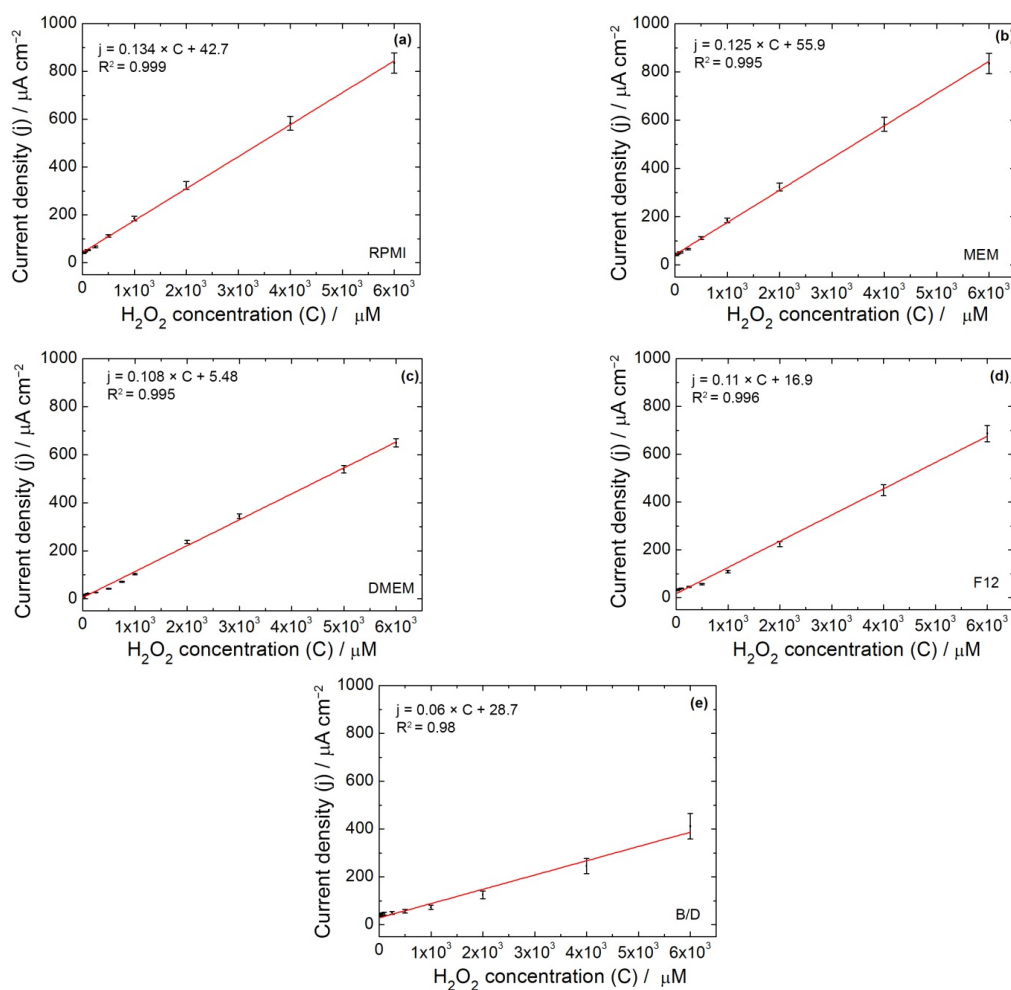 (a)
j = 0.134 × C + 42.7
R² = 0.999
Current density (j) / μA cm⁻²
1000
800
600
400
200
0
RPMI
0 1x10³ 2x10³ 3x10³ 4x10³ 5x10³ 6x10³
H₂O₂ concentration (C) / μM
(b)
j = 0.125 × C + 55.9
R² = 0.995
Current density (j) / μA cm⁻²
1000
800
600
400
200
0
MEM
0 1x10³ 2x10³ 3x10³ 4x10³ 5x10³ 6x10³
H₂O₂ concentration (C) / μM
(c)
j = 0.108 × C + 5.48
R² = 0.995
Current density (j) / μA cm⁻²
1000
800
600
400
200
0
DMEM
0 1x10³ 2x10³ 3x10³ 4x10³ 5x10³ 6x10³
H₂O₂ concentration (C) / μM
(d)
j = 0.11 × C + 16.9
R² = 0.996
Current density (j) / μA cm⁻²
1000
800
600
400
200
0
F12
0 1x10³ 2x10³ 3x10³ 4x10³ 5x10³ 6x10³
H₂O₂ concentration (C) / μM
(e)
j = 0.06 × C + 28.7
R² = 0.98
Current density (j) / μA cm⁻²
1000
800
600
400
200
0
B/D
0 1x10³ 2x10³ 3x10³ 4x10³ 5x10³ 6x10³
H₂O₂ concentration (C) / μM